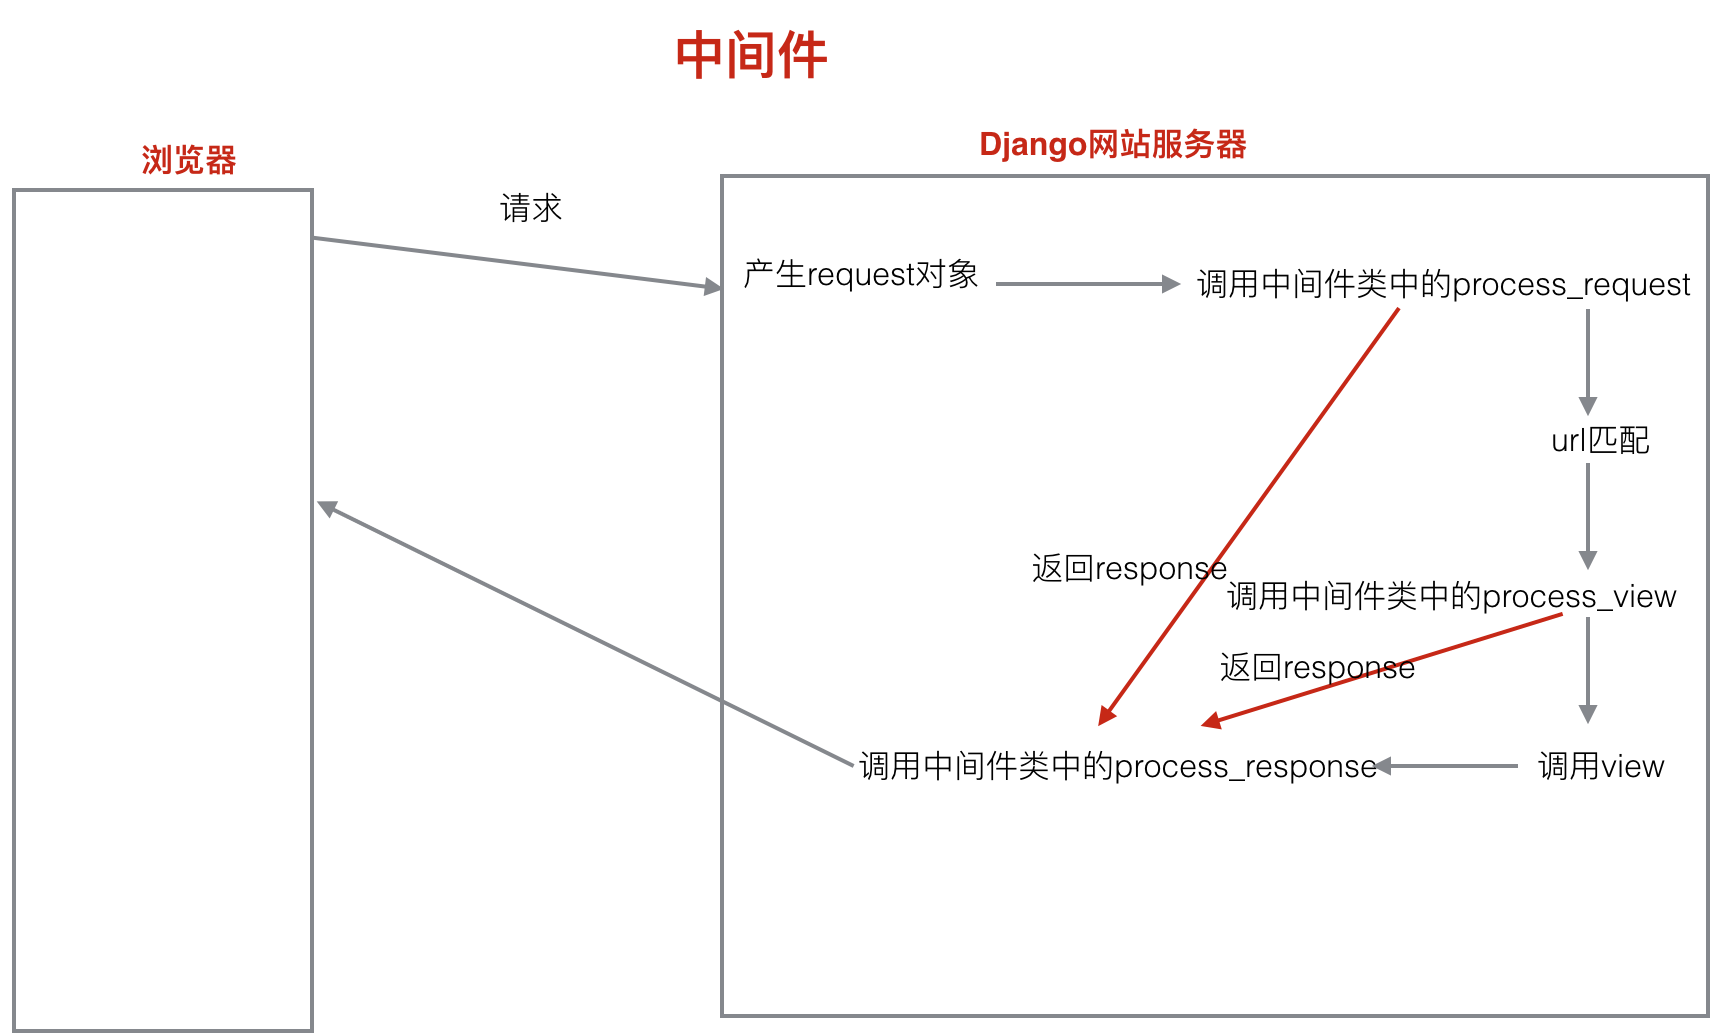 中间件
浏览器
Django网站服务器
请求
产生request对象
调用中间件类中的process_request
url匹配
返回response
调用中间件类中的process_view
返回response
调用中间件类中的process_response
调用view